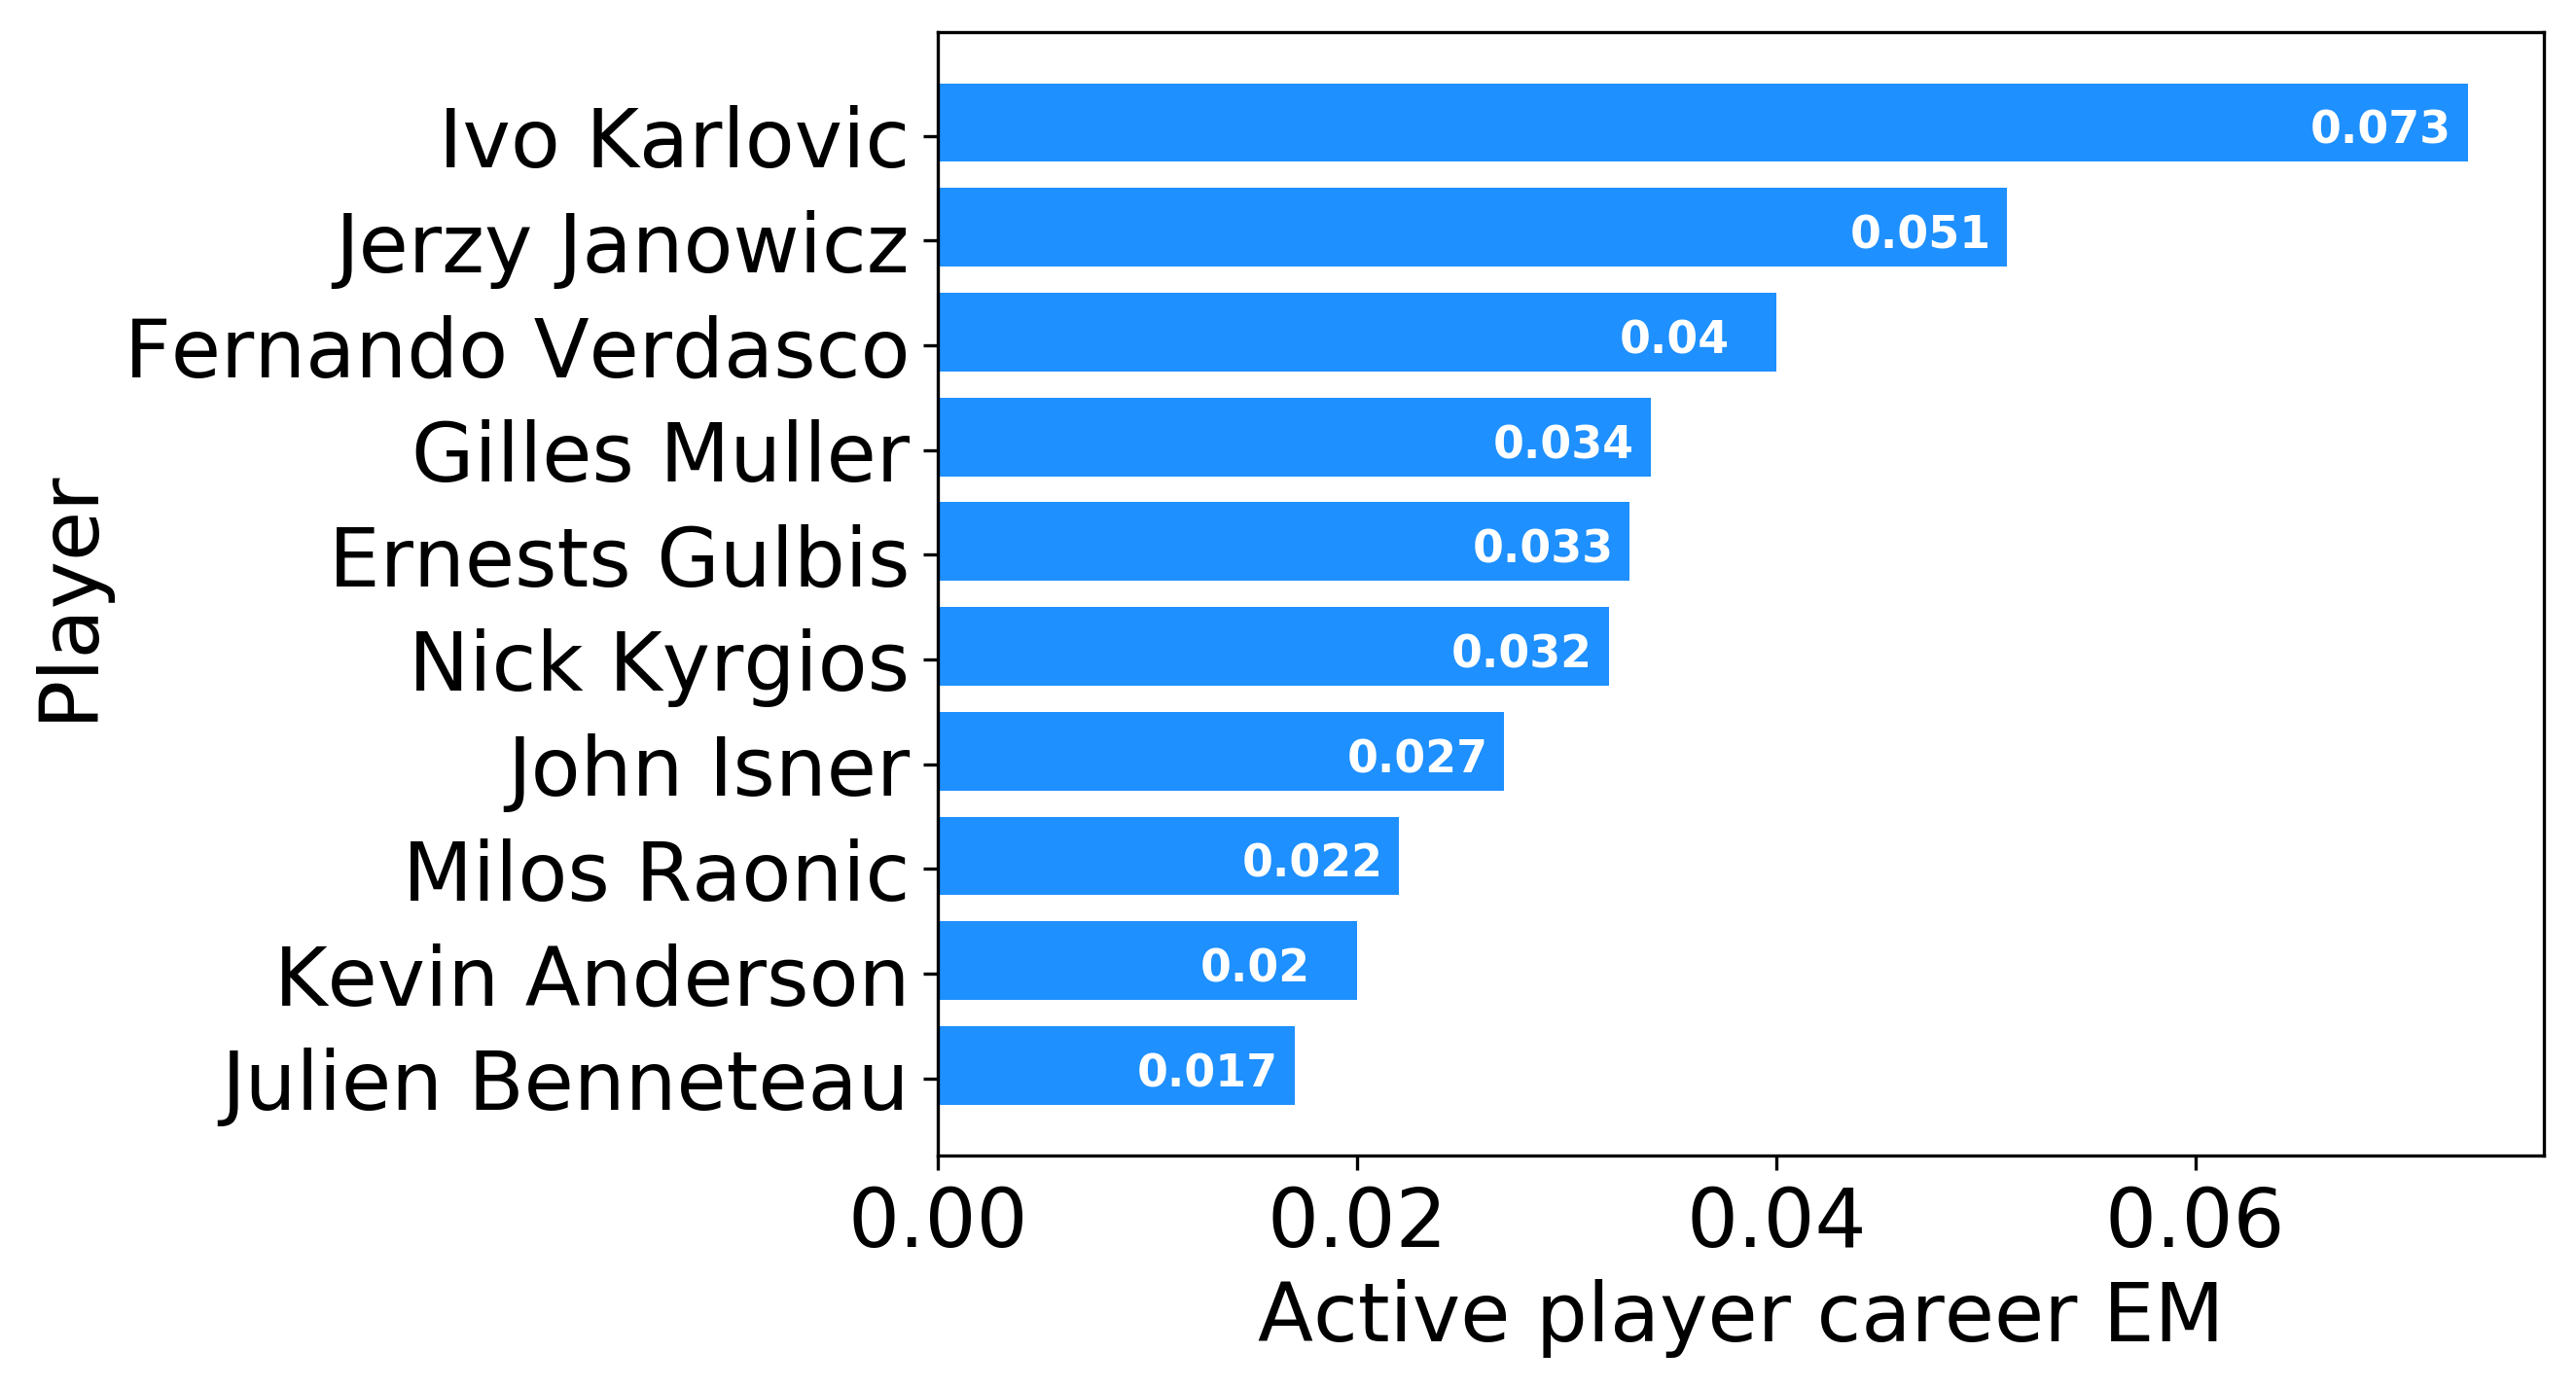 Player
Ivo Karlovic 0.073
Jerzy Janowicz 0.051
Fernando Verdasco 0.04
Gilles Muller 0.034
Ernests Gulbis 0.033
Nick Kyrgios 0.032
John Isner 0.027
Milos Raonic 0.022
Kevin Anderson 0.02
Julien Benneteau 0.017
0.00 0.02 0.04 0.06
Active player career EM